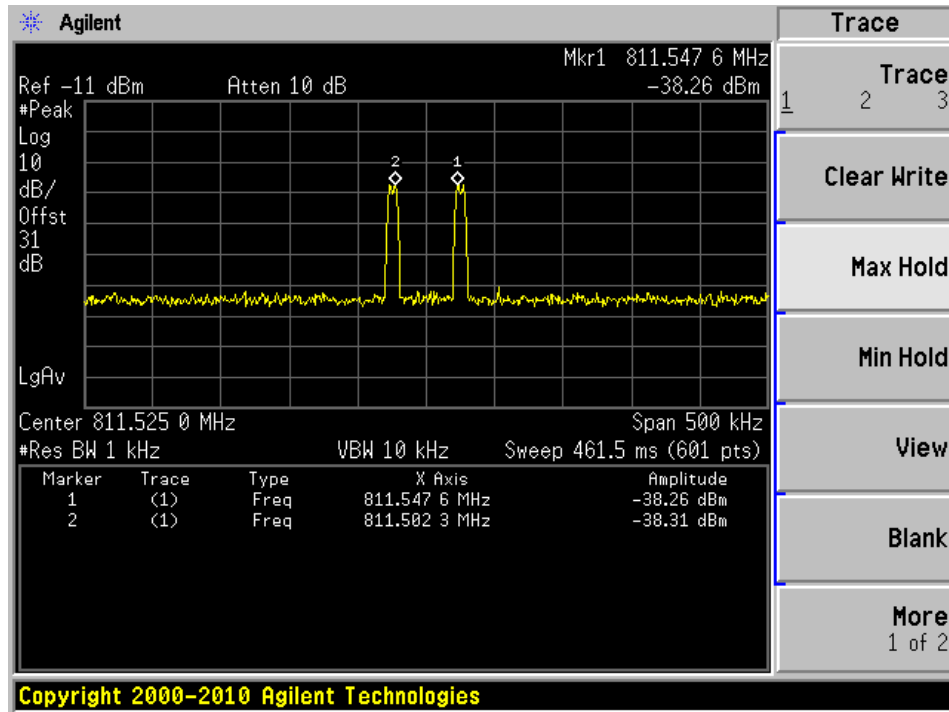 Agilent
Trace
Mkr1 811.547 6 MHz
Ref -11 dBm Atten 10 dB -38.26 dBm
#Peak
Log
10
dB/
Offst
31
dB
2 1
LgAv
Center 811.525 0 MHz Span 500 kHz
#Res BW 1 kHz VBW 10 kHz Sweep 461.5 ms (601 pts)
Marker Trace Type X Axis Amplitude
1 (1) Freq 811.547 6 MHz -38.26 dBm
2 (1) Freq 811.502 3 MHz -38.31 dBm
Trace
1 2 3
Clear Write
Max Hold
Min Hold
View
Blank
More
1 of 2
Copyright 2000-2010 Agilent Technologies